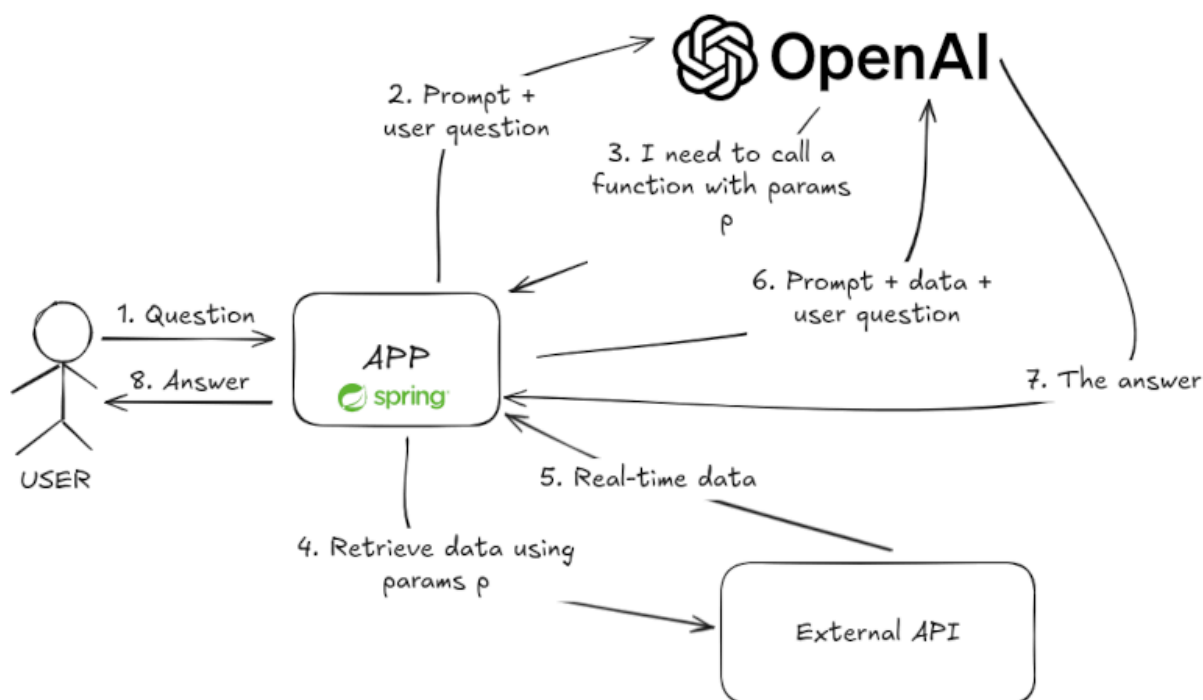 OpenAI
2. Prompt +
user question
3. I need to call a
function with params
p
6. Prompt + data +
user question
1. Question
APP
spring
8. Answer
7. The answer
USER
5. Real-time data
4. Retrieve data using
params p
External API